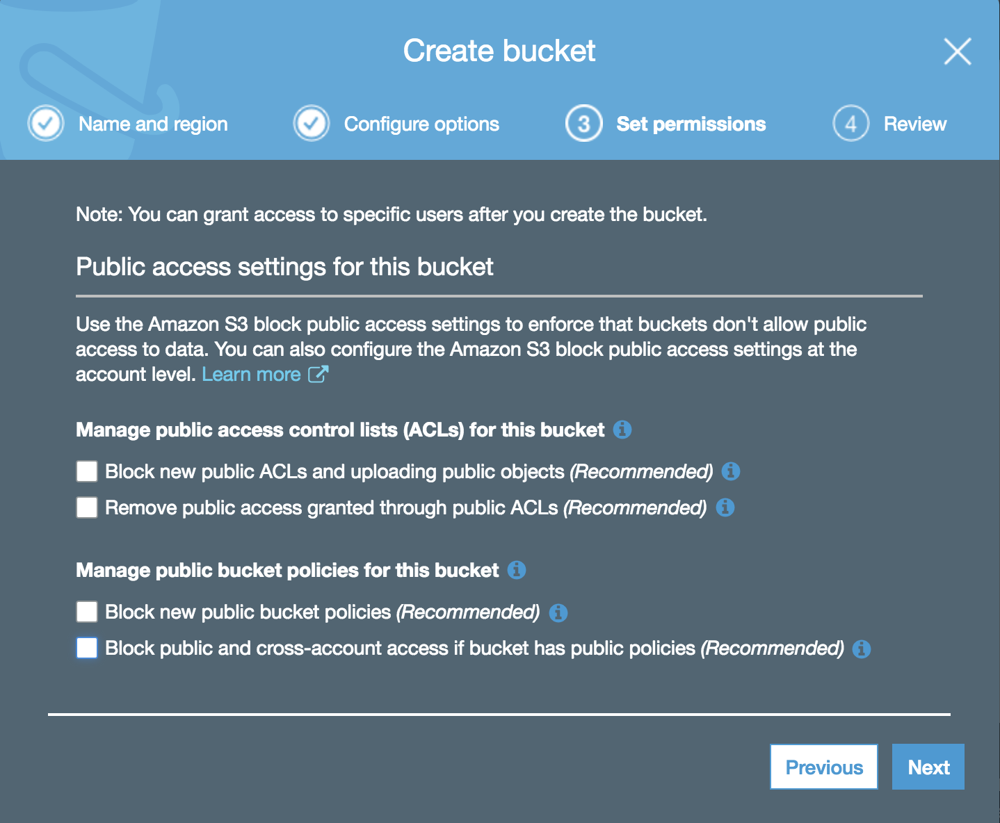 Create bucket
Name and region
Configure options
3 Set permissions
4 Review
Note: You can grant access to specific users after you create the bucket.
Public access settings for this bucket
Use the Amazon S3 block public access settings to enforce that buckets don't allow public
access to data. You can also configure the Amazon S3 block public access settings at the
account level. Learn more
Manage public access control lists (ACLs) for this bucket
Block new public ACLs and uploading public objects (Recommended)
Remove public access granted through public ACLs (Recommended)
Manage public bucket policies for this bucket
Block new public bucket policies (Recommended)
Block public and cross-account access if bucket has public policies (Recommended)
Previous
Next